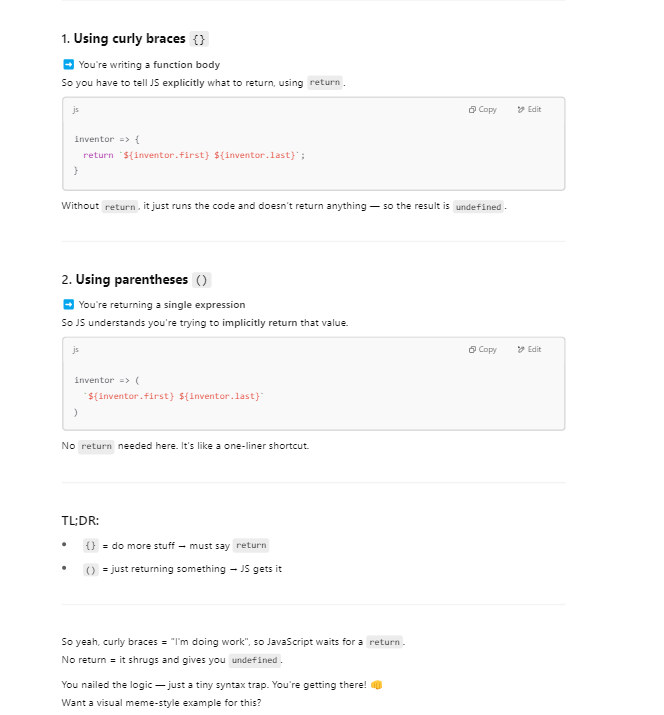 1. Using curly braces {}
➡ You're writing a function body
So you have to tell JS explicitly what to return, using return.
js Copy Edit
inventor => {
return `${inventor.first} ${inventor.last}`;
}
Without return, it just runs the code and doesn't return anything — so the result is undefined.
2. Using parentheses ()
➡ You're returning a single expression
So JS understands you're trying to implicitly return that value.
js Copy Edit
inventor => (
`${inventor.first} ${inventor.last}`
)
No return needed here. It's like a one-liner shortcut.
TL;DR:
• {} = do more stuff → must say return
• () = just returning something → JS gets it
So yeah, curly braces = "I'm doing work", so JavaScript waits for a return.
No return = it shrugs and gives you undefined.
You nailed the logic — just a tiny syntax trap. You're getting there! 👊
Want a visual meme-style example for this?